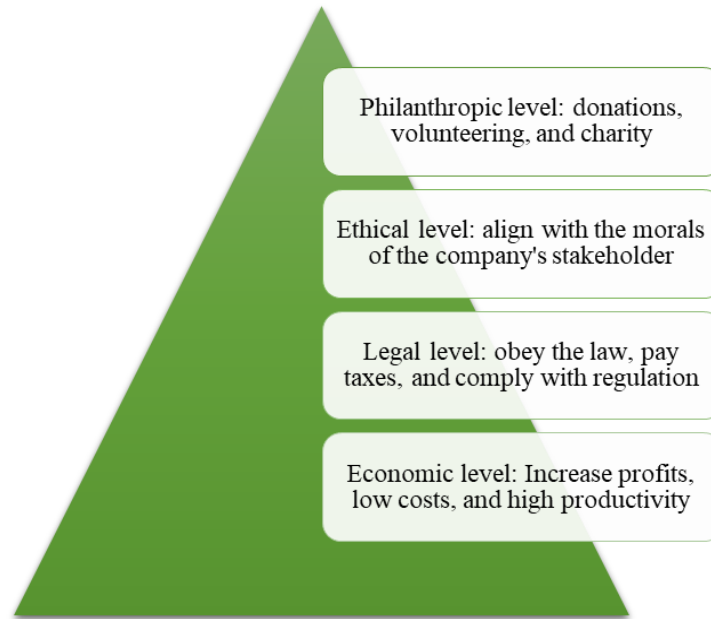 Philanthropic level: donations,
volunteering, and charity
Ethical level: align with the morals
of the company's stakeholder
Legal level: obey the law, pay
taxes, and comply with regulation
Economic level: Increase profits,
low costs, and high productivity